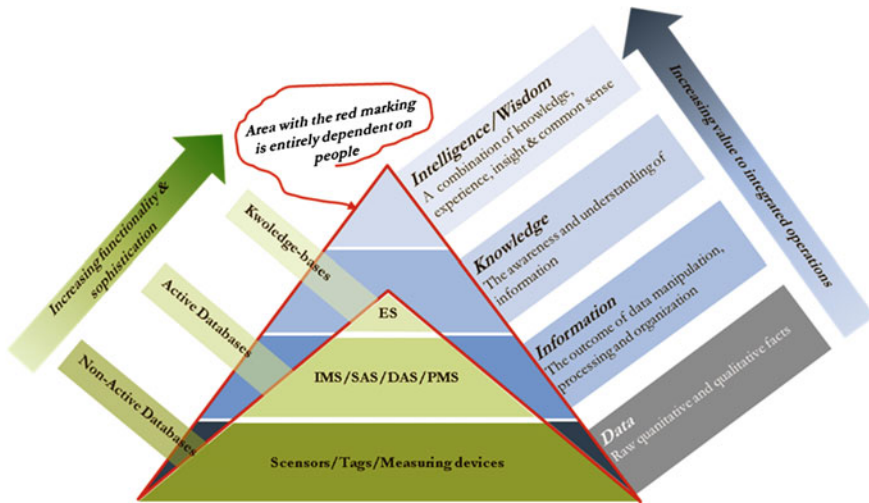 Area with the red marking
is entirely dependent on
people
Increasing functionality &
sophistication
Kwoledge-bases
Active Databases
Non-Active Databases
ES
IMS/SAS/DAS/PMS
Scensors/Tags/Measuring devices
Intelligence/Wisdom
A combination of knowledge,
experience, insight & common sense
Knowledge
The awareness and understanding of
information
Information
The outcome of data manipulation,
processing and organization
Data
Raw quanitative and qualitative facts
Increasing value to integrated operations